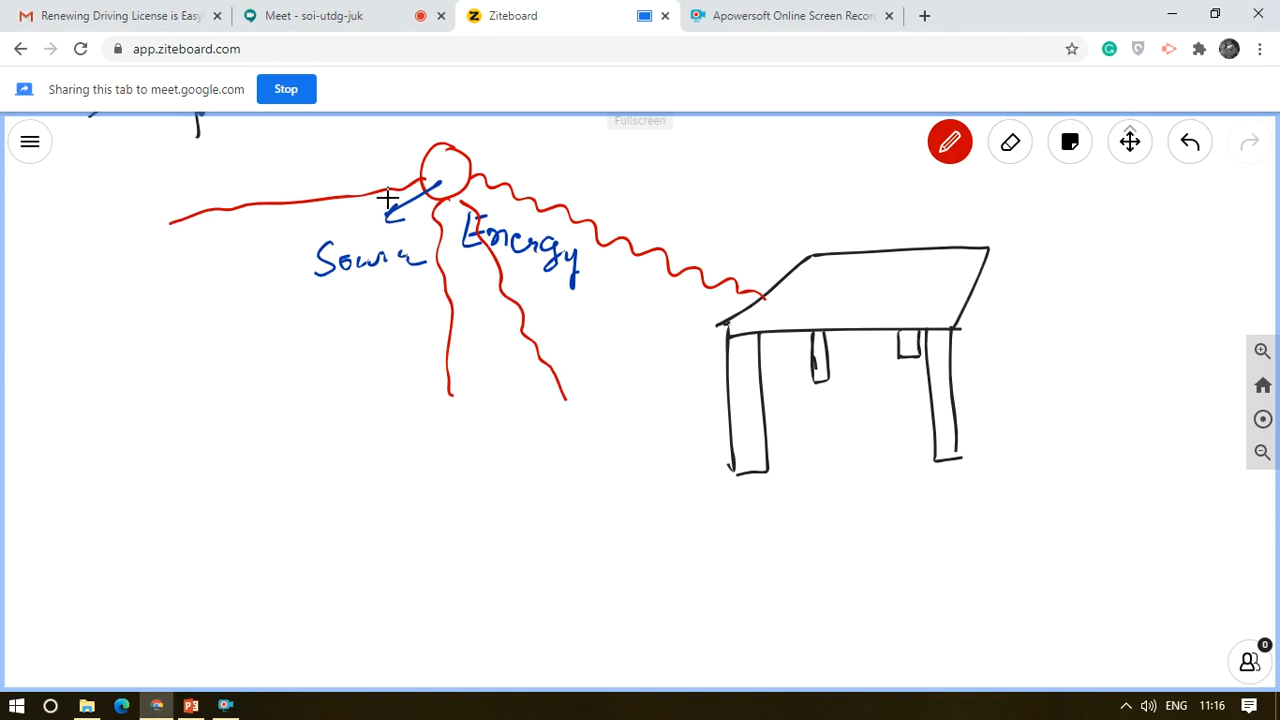 Renewing Driving License is Easy
Meet - soi-utdg-juk
Ziteboard
Apowersoft Online Screen Recor
app.ziteboard.com
Sharing this tab to meet.google.com
Stop
Fullscreen
Energy
Source
0
ENG
11:16